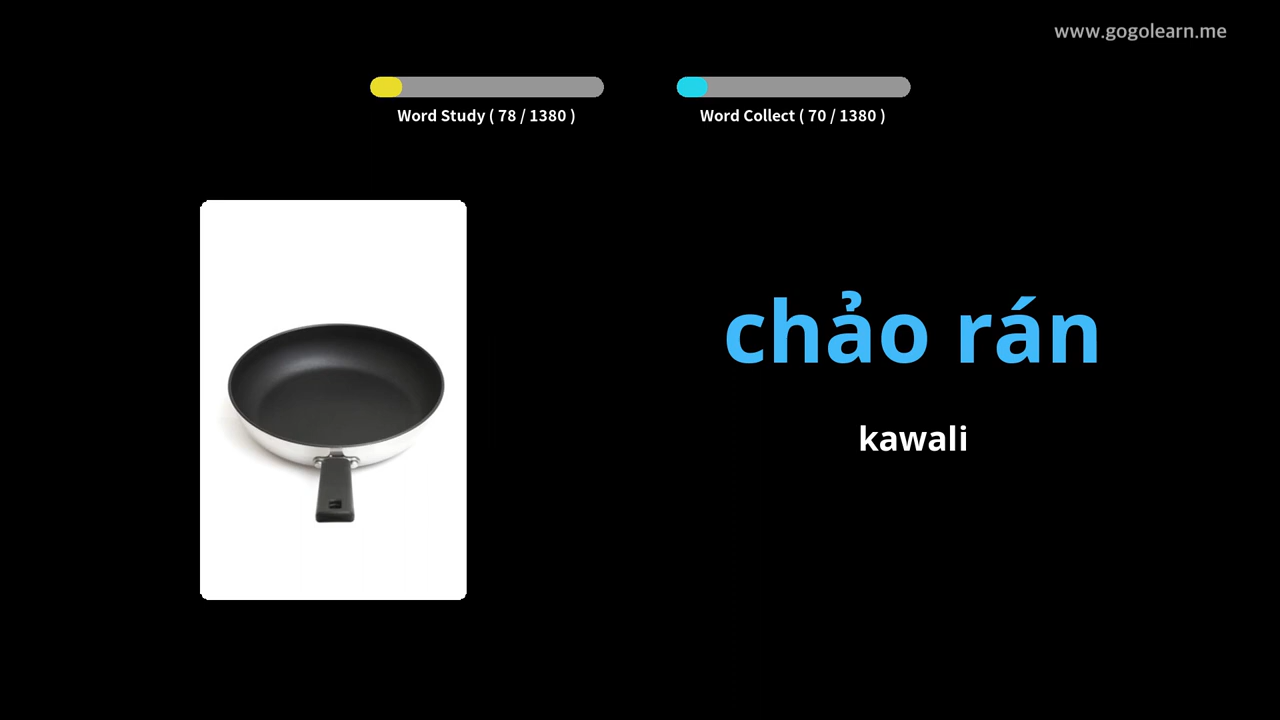 www.gogolearn.me
Word Study ( 78 / 1380 )
Word Collect ( 70 / 1380 )
chảo rán
kawali